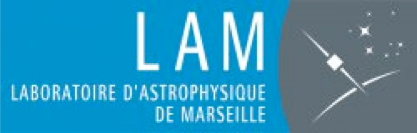 LAM
LABORATOIRE D'ASTROPHYSIQUE
DE MARSEILLE